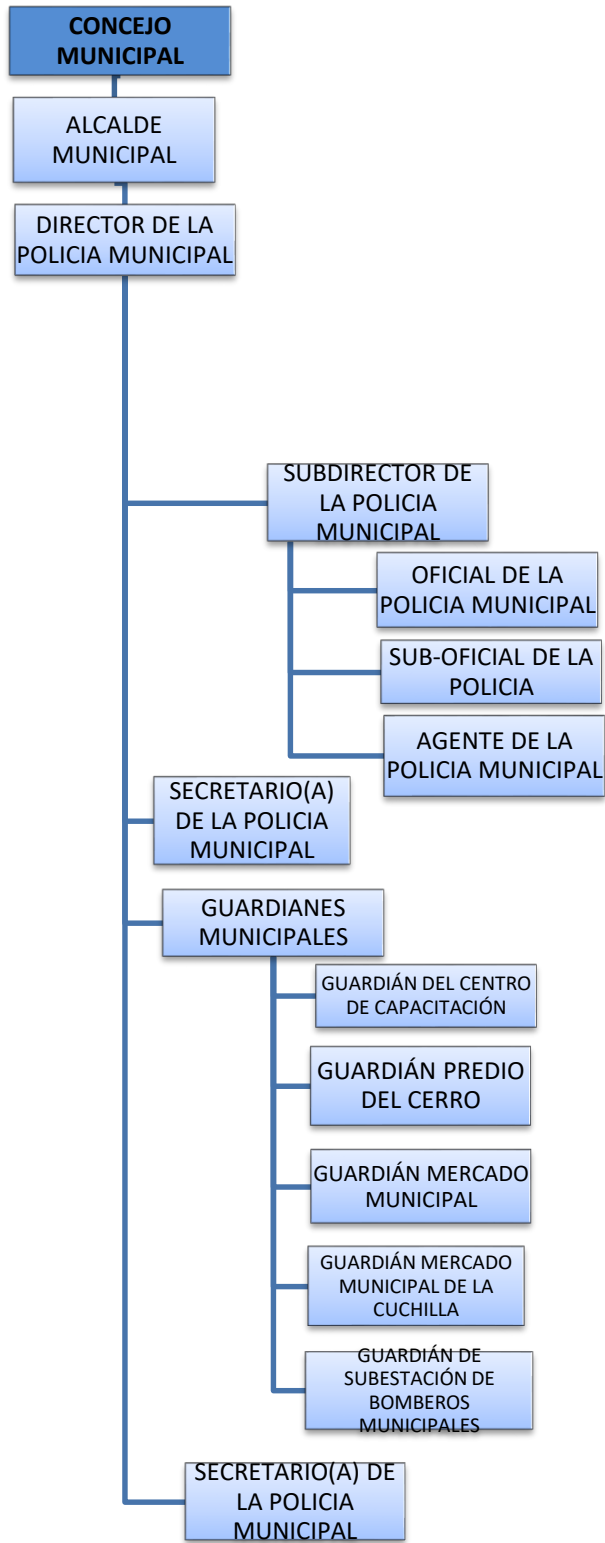 CONCEJO
MUNICIPAL
ALCALDE
MUNICIPAL
DIRECTOR DE LA
POLICIA MUNICIPAL
SUBDIRECTOR DE
LA POLICIA
MUNICIPAL
OFICIAL DE LA
POLICIA MUNICIPAL
SUB-OFICIAL DE LA
POLICIA
AGENTE DE LA
POLICIA MUNICIPAL
SECRETARIO(A)
DE LA POLICIA
MUNICIPAL
GUARDIANES
MUNICIPALES
GUARDIÁN DEL CENTRO
DE CAPACITACIÓN
GUARDIÁN PREDIO
DEL CERRO
GUARDIÁN MERCADO
MUNICIPAL
GUARDIÁN MERCADO
MUNICIPAL DE LA
CUCHILLA
GUARDIÁN DE
SUBESTACIÓN DE
BOMBEROS
MUNICIPALES
SECRETARIO(A) DE
LA POLICIA
MUNICIPAL